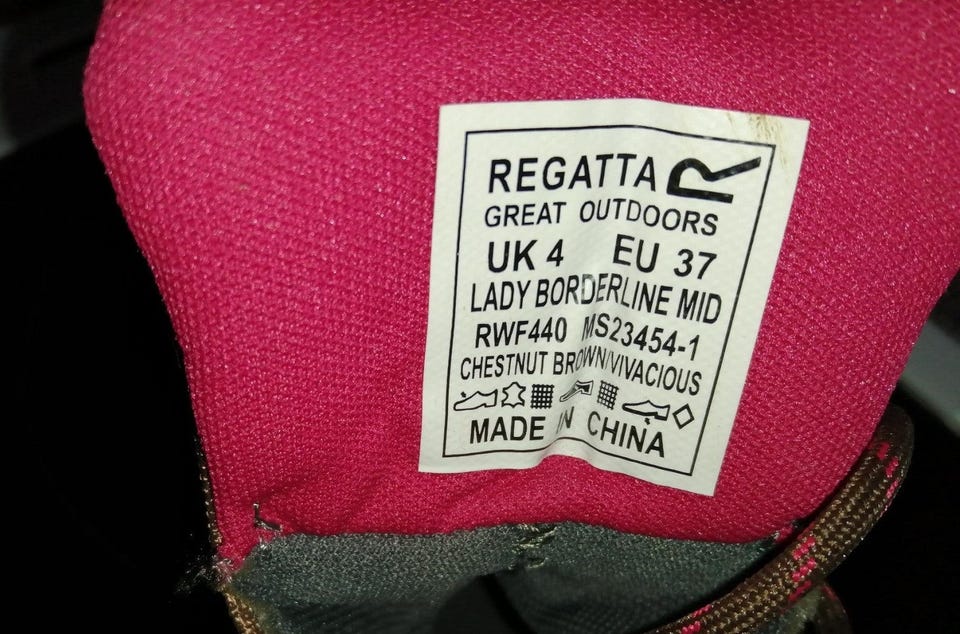 REGATTA R
GREAT OUTDOORS
UK 4 EU 37
LADY BORDERLINE MID
RWF440 MS23454-1
CHESTNUT BROWN/VIVACIOUS
MADE IN CHINA